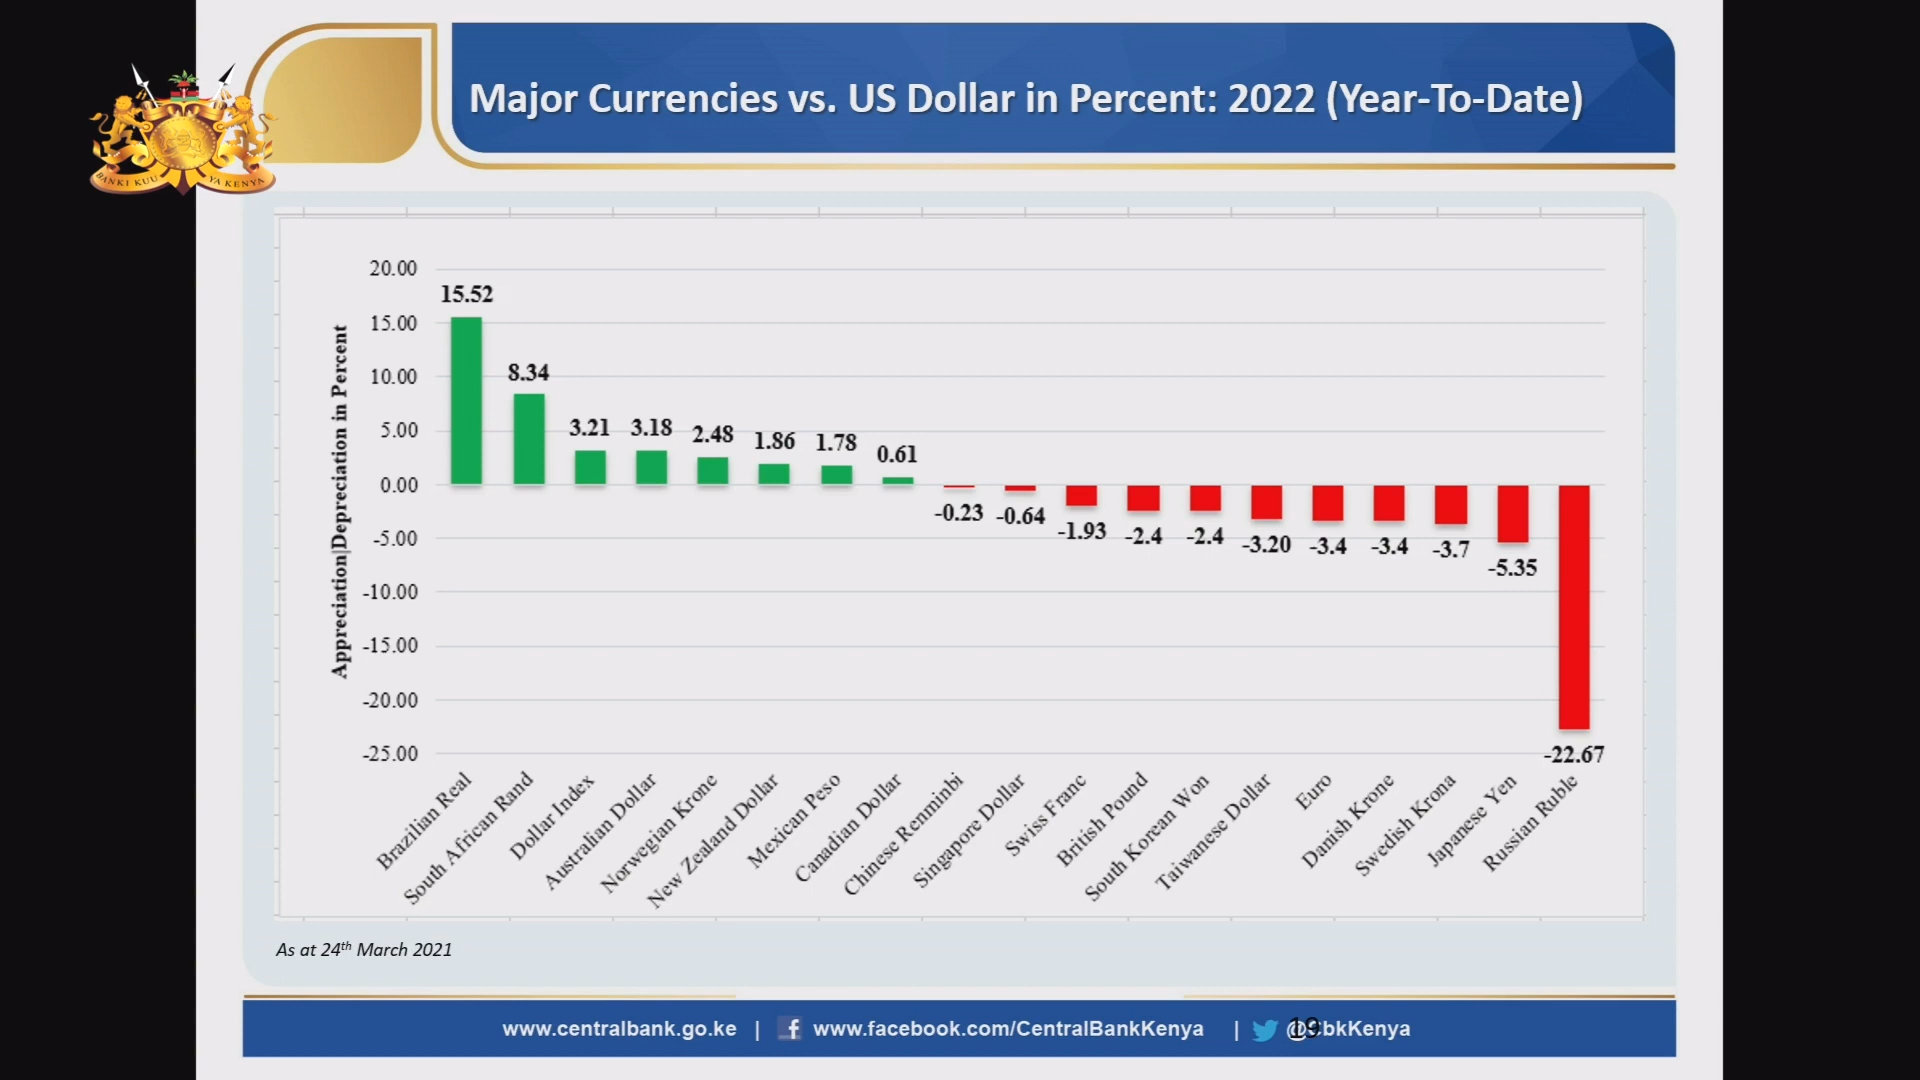 Major Currencies vs. US Dollar in Percent: 2022 (Year-To-Date)
BANKI KUU YA KENYA
Appreciation|Depreciation in Percent
20.00
15.00
10.00
5.00
0.00
-5.00
-10.00
-15.00
-20.00
-25.00
15.52
8.34
3.21
3.18
2.48
1.86
1.78
0.61
-0.23
-0.64
-1.93
-2.4
-2.4
-3.20
-3.4
-3.4
-3.7
-5.35
-22.67
Brazilian Real
South African Rand
Dollar Index
Australian Dollar
Norwegian Krone
New Zealand Dollar
Mexican Peso
Canadian Dollar
Chinese Renminbi
Singapore Dollar
Swiss Franc
British Pound
South Korean Won
Taiwanese Dollar
Euro
Danish Krone
Swedish Krona
Japanese Yen
Russian Ruble
As at 24th March 2021
www.centralbank.go.ke | www.facebook.com/CentralBankKenya | @CbkKenya
19